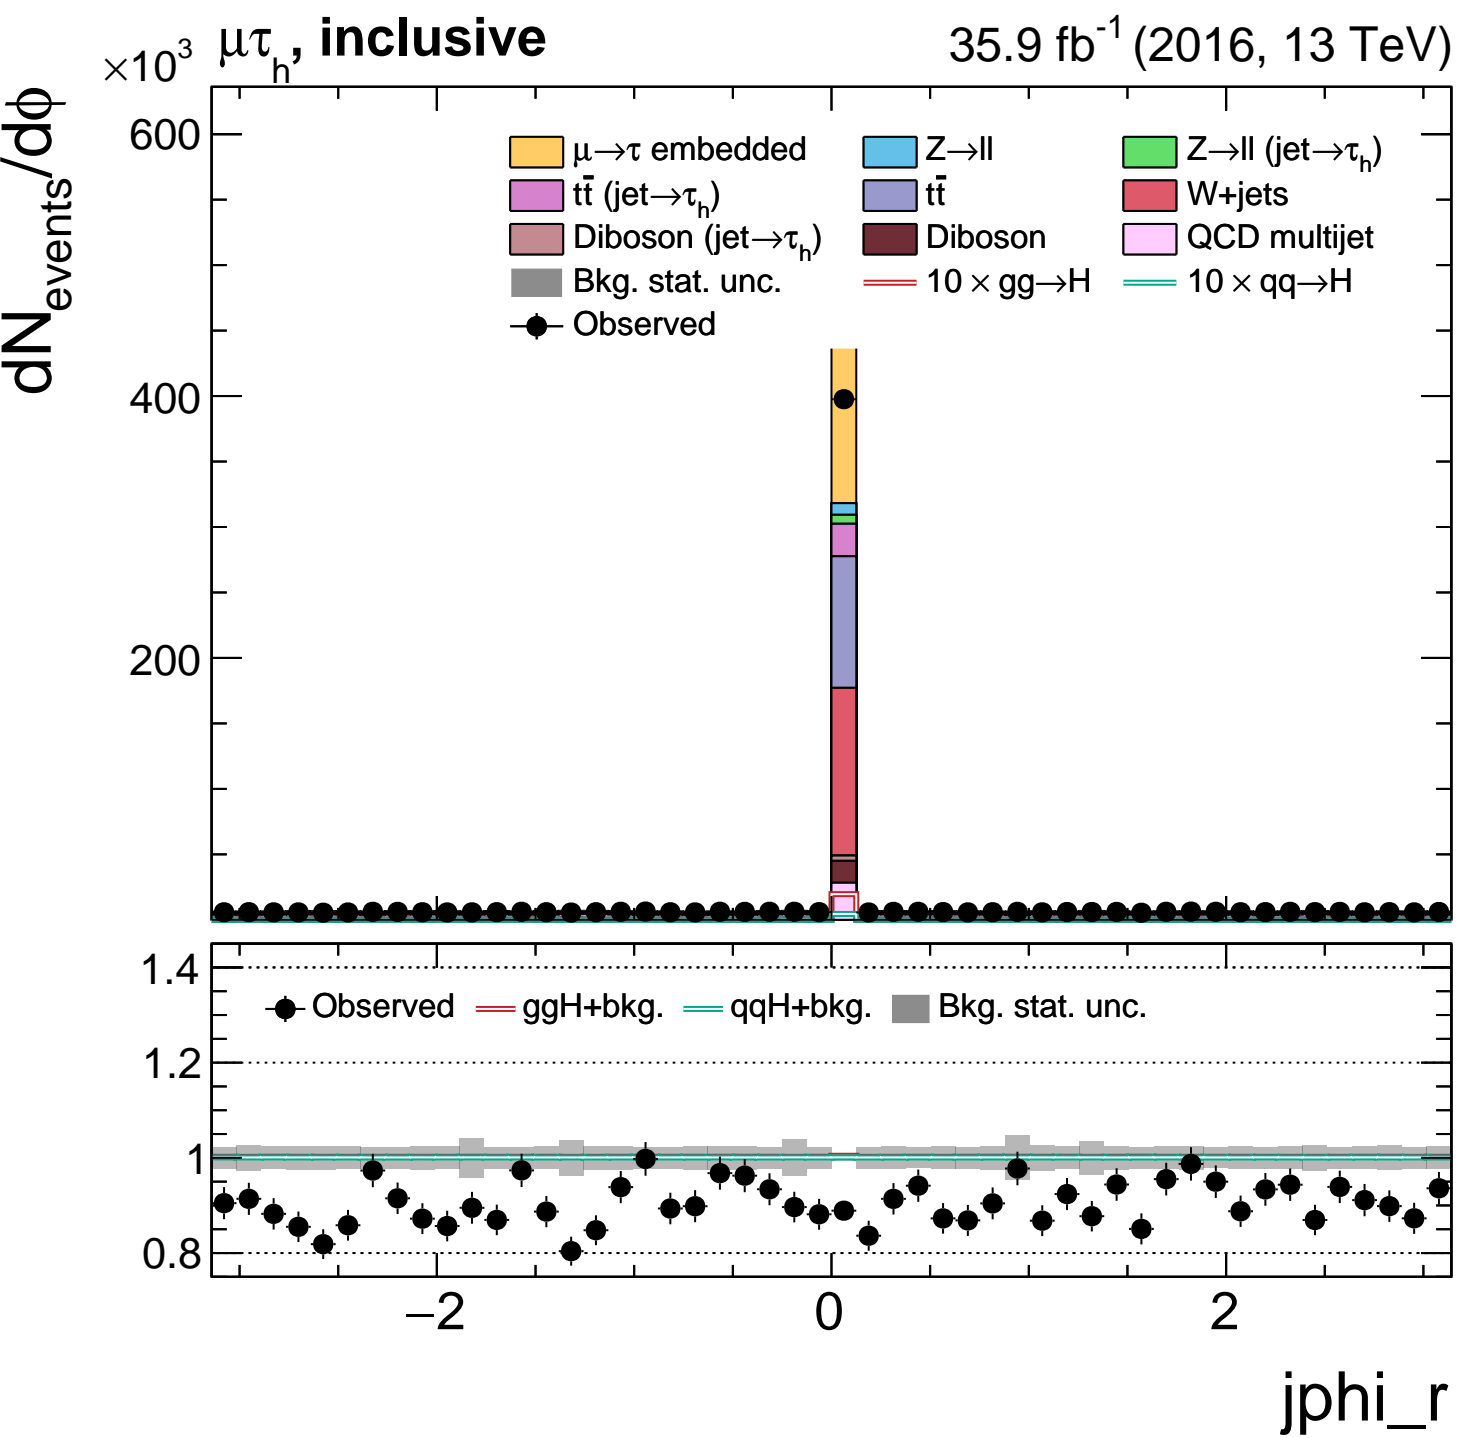 μτh, inclusive 35.9 fb-1 (2016, 13 TeV)
×103
dNevents/dϕ
600
400
200
μ→τ embedded Z→ll Z→ll (jet→τh)
tt̄ (jet→τh) tt̄ W+jets
Diboson (jet→τh) Diboson QCD multijet
Bkg. stat. unc. 10 × gg→H 10 × qq→H
Observed
1.4
1.2
1
0.8
Observed ggH+bkg. qqH+bkg. Bkg. stat. unc.
−2 0 2
jphi_r